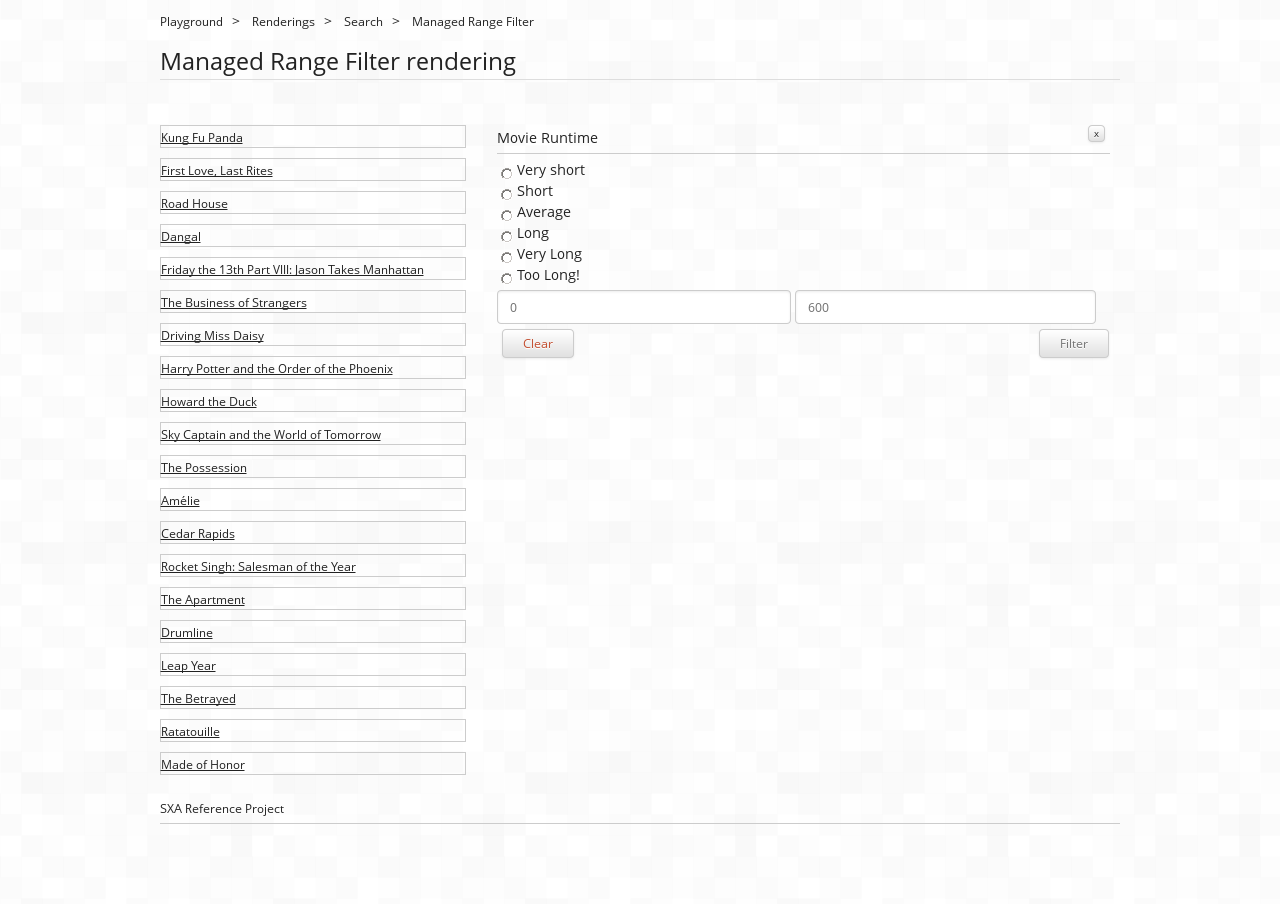 Playground > Renderings > Search > Managed Range Filter
Managed Range Filter rendering
Kung Fu Panda
First Love, Last Rites
Road House
Dangal
Friday the 13th Part VIII: Jason Takes Manhattan
The Business of Strangers
Driving Miss Daisy
Harry Potter and the Order of the Phoenix
Howard the Duck
Sky Captain and the World of Tomorrow
The Possession
Amélie
Cedar Rapids
Rocket Singh: Salesman of the Year
The Apartment
Drumline
Leap Year
The Betrayed
Ratatouille
Made of Honor
Movie Runtime x
Very short
Short
Average
Long
Very Long
Too Long!
0 600
Clear Filter
SXA Reference Project